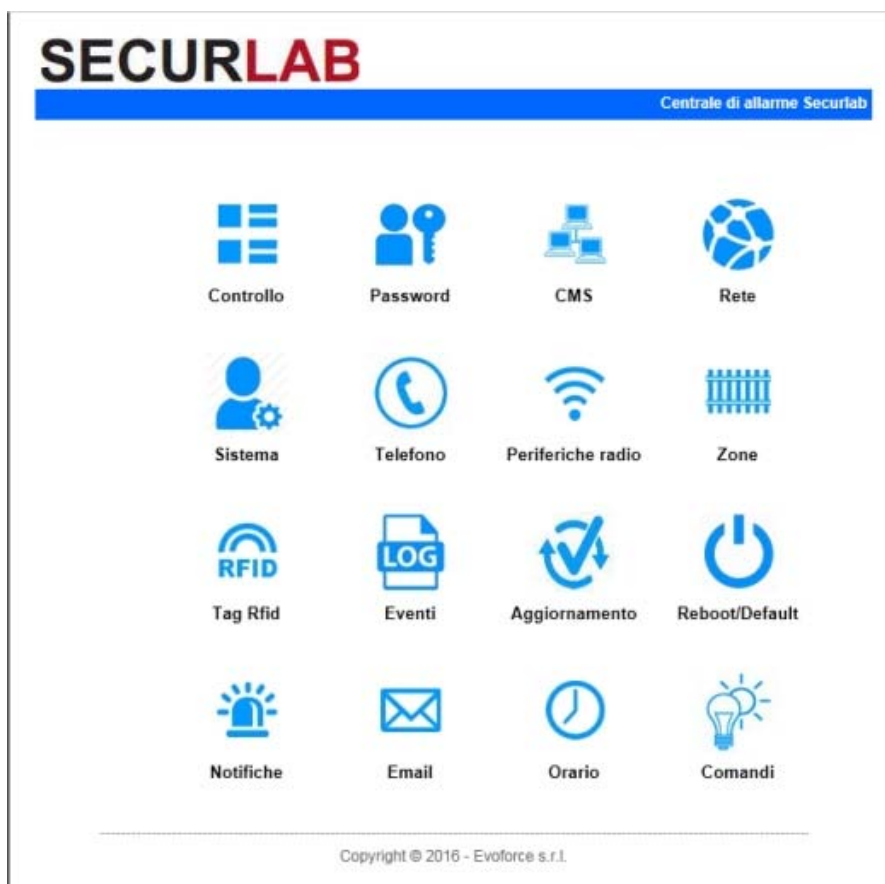 SECURLAB
Centrale di allarme Securlab
Controllo Password CMS Rete
Sistema Telefono Periferiche radio Zone
RFID LOG
Tag Rfid Eventi Aggiornamento Reboot/Default
Notifiche Email Orario Comandi
Copyright © 2016 - Evoforce s.r.l.